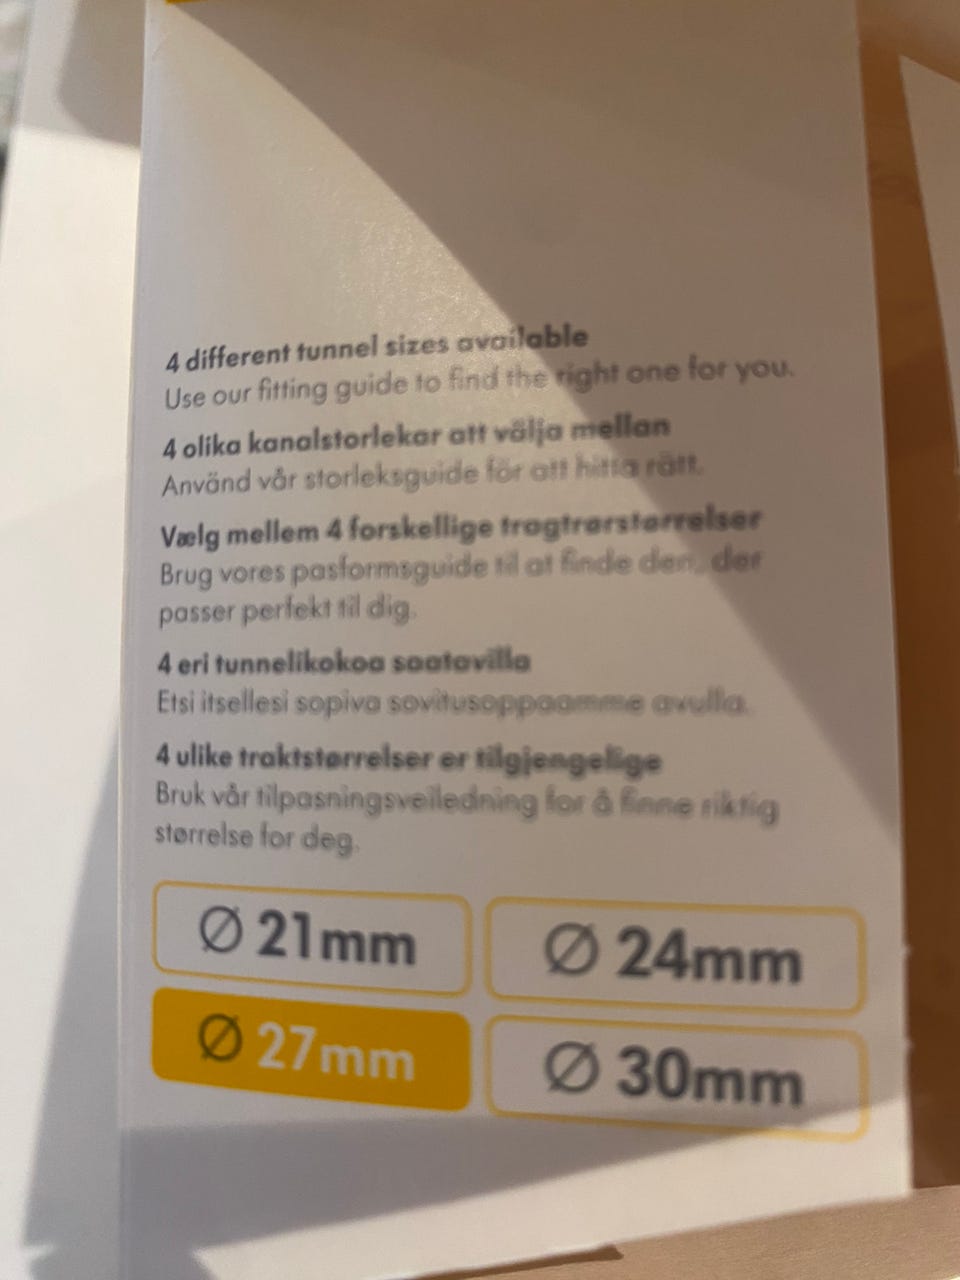 4 different tunnel sizes available
Use our fitting guide to find the right one for you.
4 olika kanalstorlekar att välja mellan
Använd vår storleksguide för att hitta rätt.
Vælg mellem 4 forskellige tragtrørstørrelser
Brug vores pasformsguide til at finde den, der
passer perfekt til dig.
4 eri tunnelikokoa saatavilla
Etsi itsellesi sopiva sovitusoppaamme avulla.
4 ulike traktstørrelser er tilgjengelige
Bruk vår tilpasningsveiledning for å finne riktig
størrelse for deg.
Ø 21mm
Ø 24mm
Ø 27mm
Ø 30mm